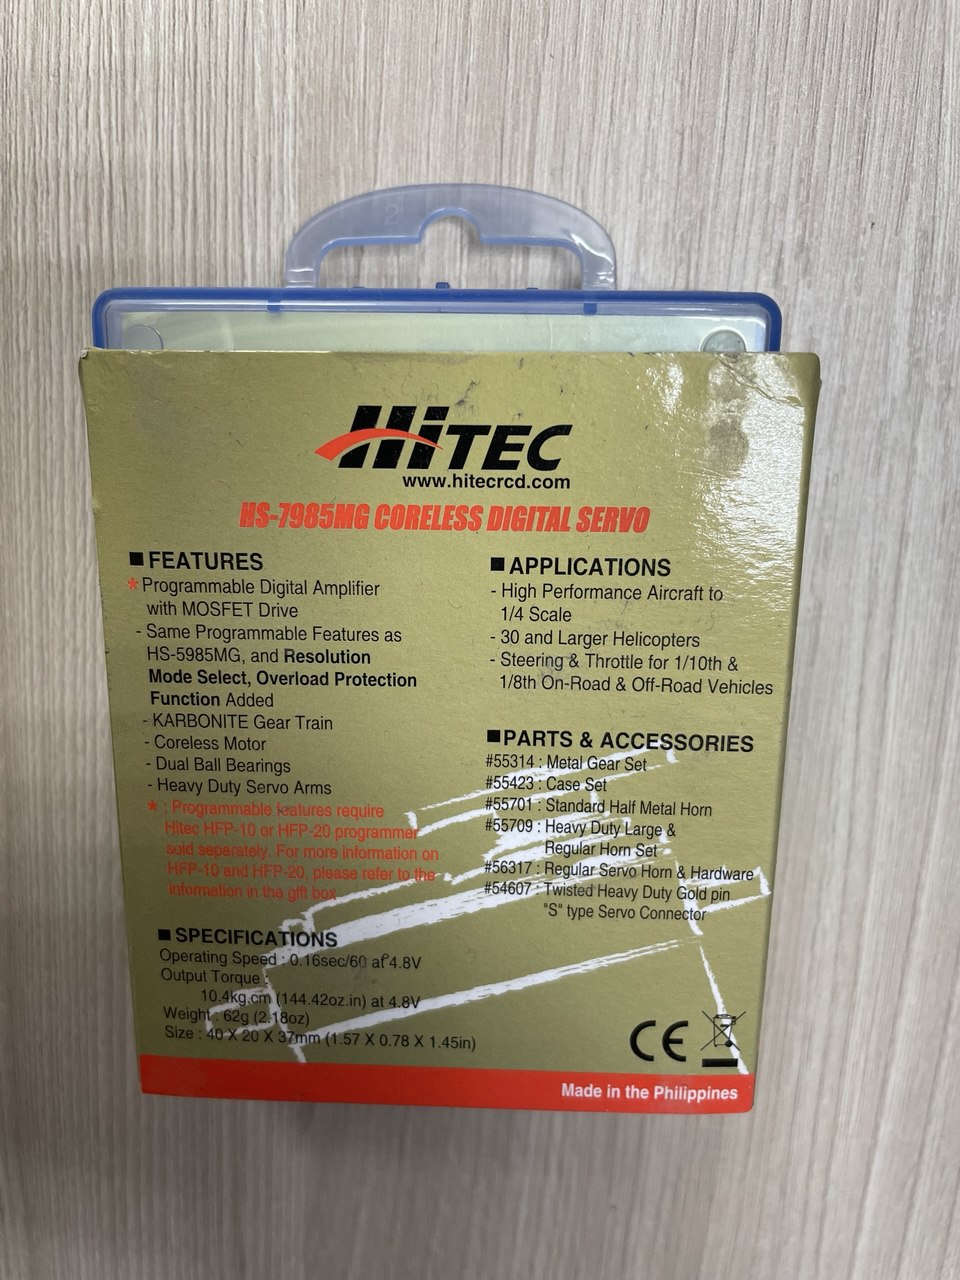 2
HiTEC
www.hitecrcd.com
HS-7985MG CORELESS DIGITAL SERVO
■ FEATURES
* Programmable Digital Amplifier
with MOSFET Drive
- Same Programmable Features as
HS-5985MG, and Resolution
Mode Select, Overload Protection
Function Added
- KARBONITE Gear Train
- Coreless Motor
- Dual Ball Bearings
- Heavy Duty Servo Arms
* : Programmable features require
Hitec HFP-10 or HFP-20 programmer
sold separately. For more information on
HFP-10 and HFP-20, please refer to the
information in the gift box
■ SPECIFICATIONS
Operating Speed : 0.16sec/60 at 4.8V
Output Torque :
10.4kg.cm (144.42oz.in) at 4.8V
Weight : 62g (2.18oz)
Size : 40 X 20 X 37mm (1.57 X 0.78 X 1.45in)
■ APPLICATIONS
- High Performance Aircraft to
1/4 Scale
- 30 and Larger Helicopters
- Steering & Throttle for 1/10th &
1/8th On-Road & Off-Road Vehicles
■ PARTS & ACCESSORIES
#55314 : Metal Gear Set
#55423 : Case Set
#55701 : Standard Half Metal Horn
#55709 : Heavy Duty Large &
Regular Horn Set
#56317 : Regular Servo Horn & Hardware
#54607 : Twisted Heavy Duty Gold pin
"S" type Servo Connector
CE
Made in the Philippines